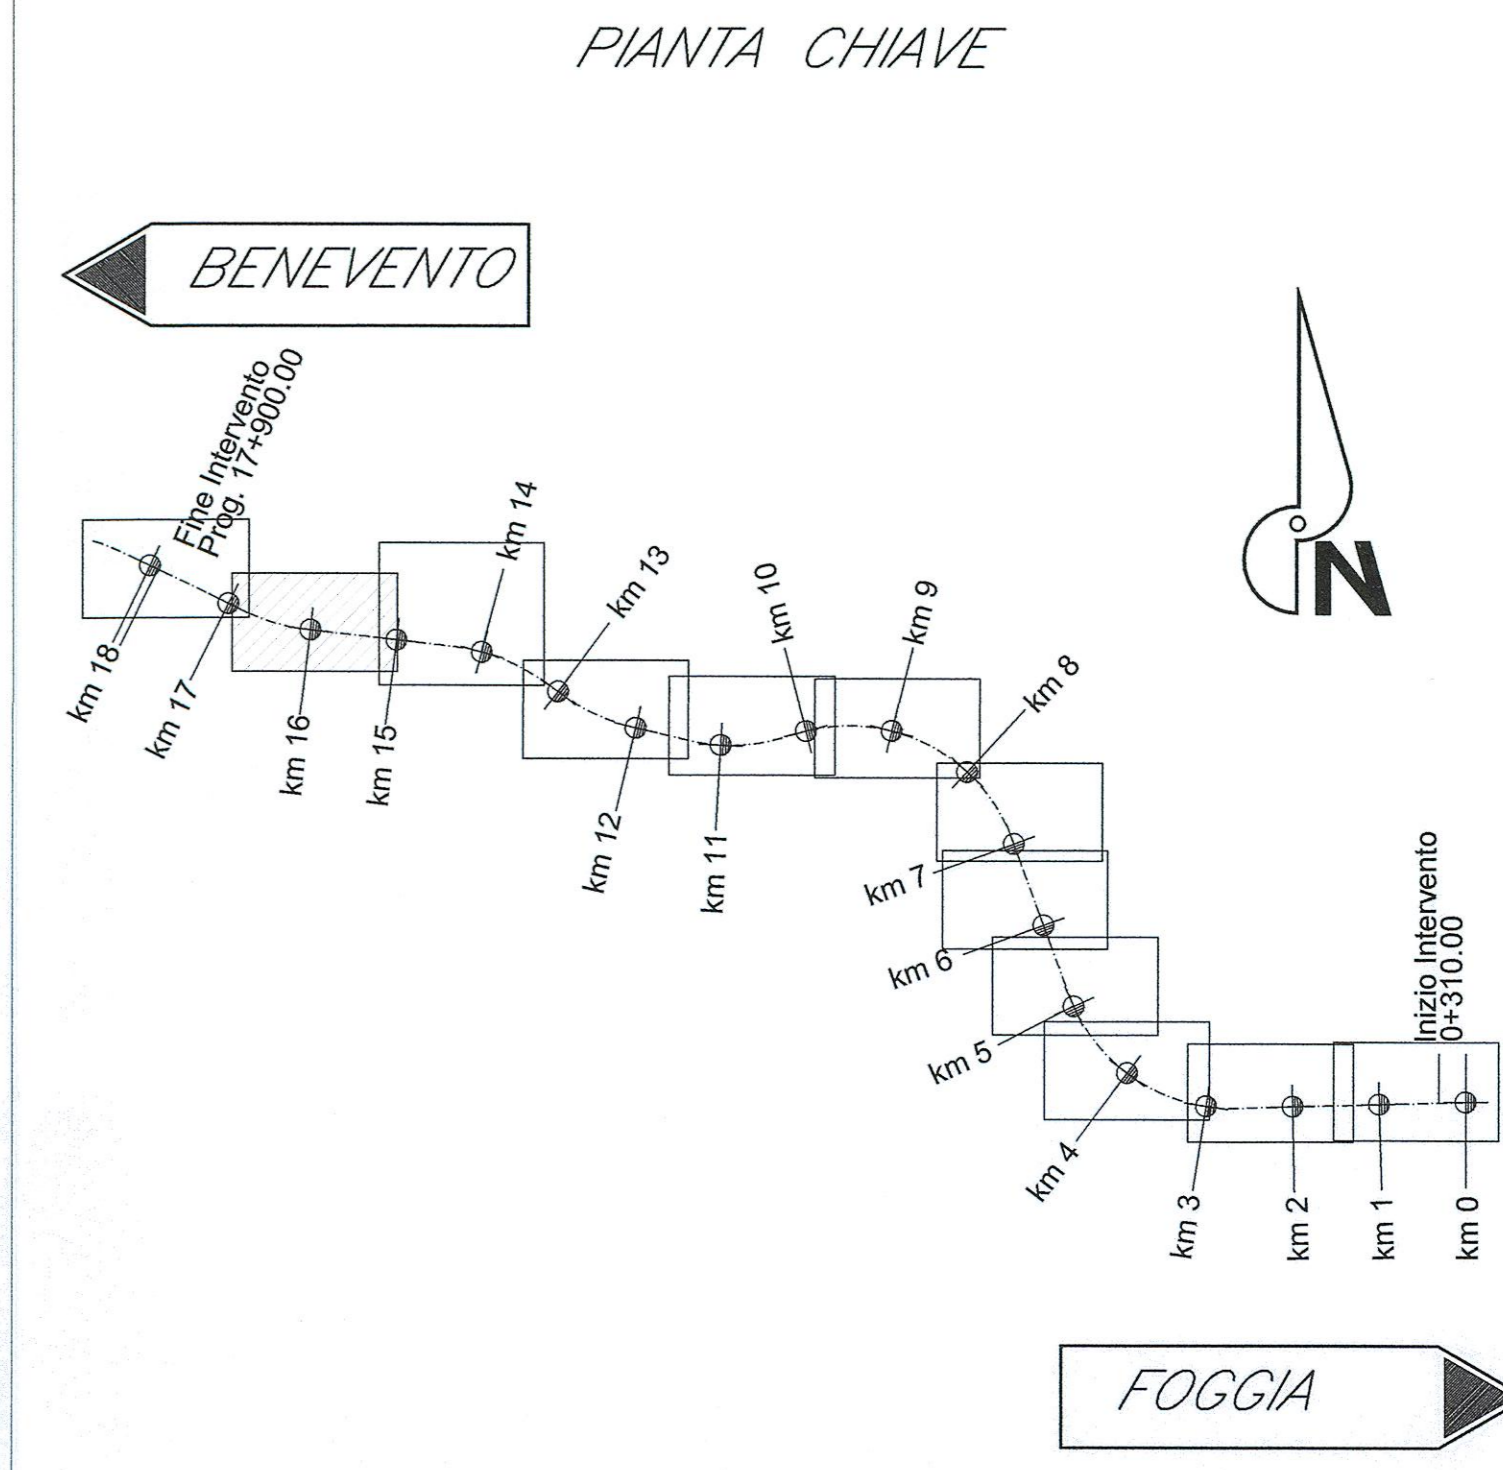 PIANTA CHIAVE
BENEVENTO
Fine Intervento
Prog. 17+900.00
km 18
km 17
km 16
km 15
km 14
km 13
km 12
km 11
km 10
km 9
km 8
km 7
km 6
km 5
km 4
km 3
km 2
km 1
km 0
Inizio Intervento
0+310.00
N
FOGGIA